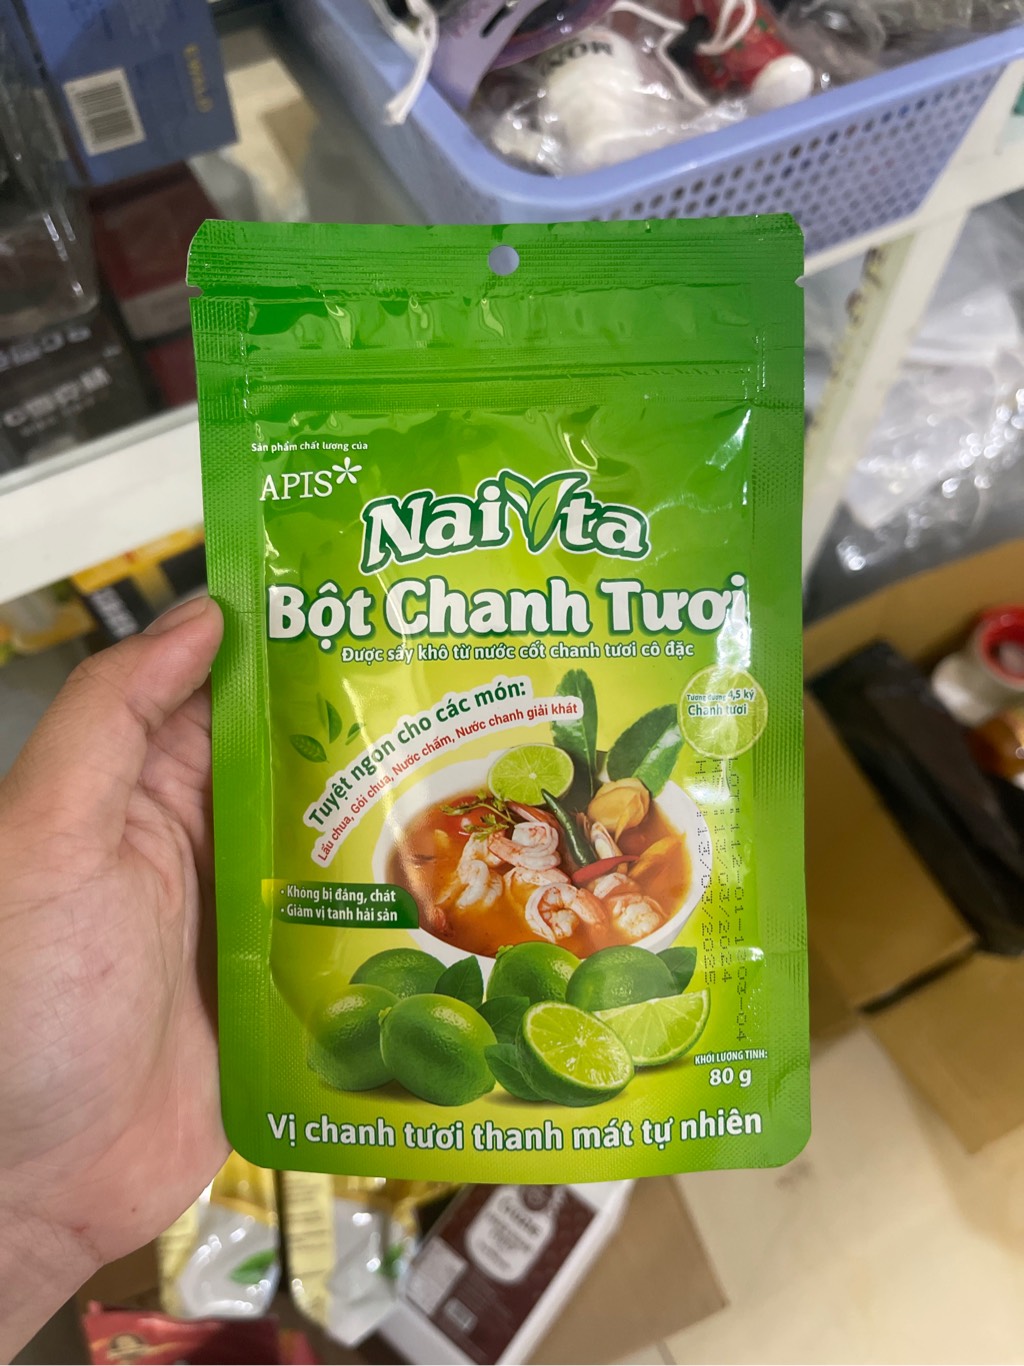 Sản phẩm chất lượng của
APIS
NaiVta
Bột Chanh Tươi
Được sấy khô từ nước cốt chanh tươi cô đặc
Tương đương 4,5 ký
Chanh tươi
Tuyệt ngon cho các món:
Lẩu chua, Gỏi chua, Nước chấm, Nước chanh giải khát
· Không bị đắng, chát
· Giảm vị tanh hải sản
13/03/2024
13/03/2025
KHỐI LƯỢNG TỊNH:
80 g
Vị chanh tươi thanh mát tự nhiên